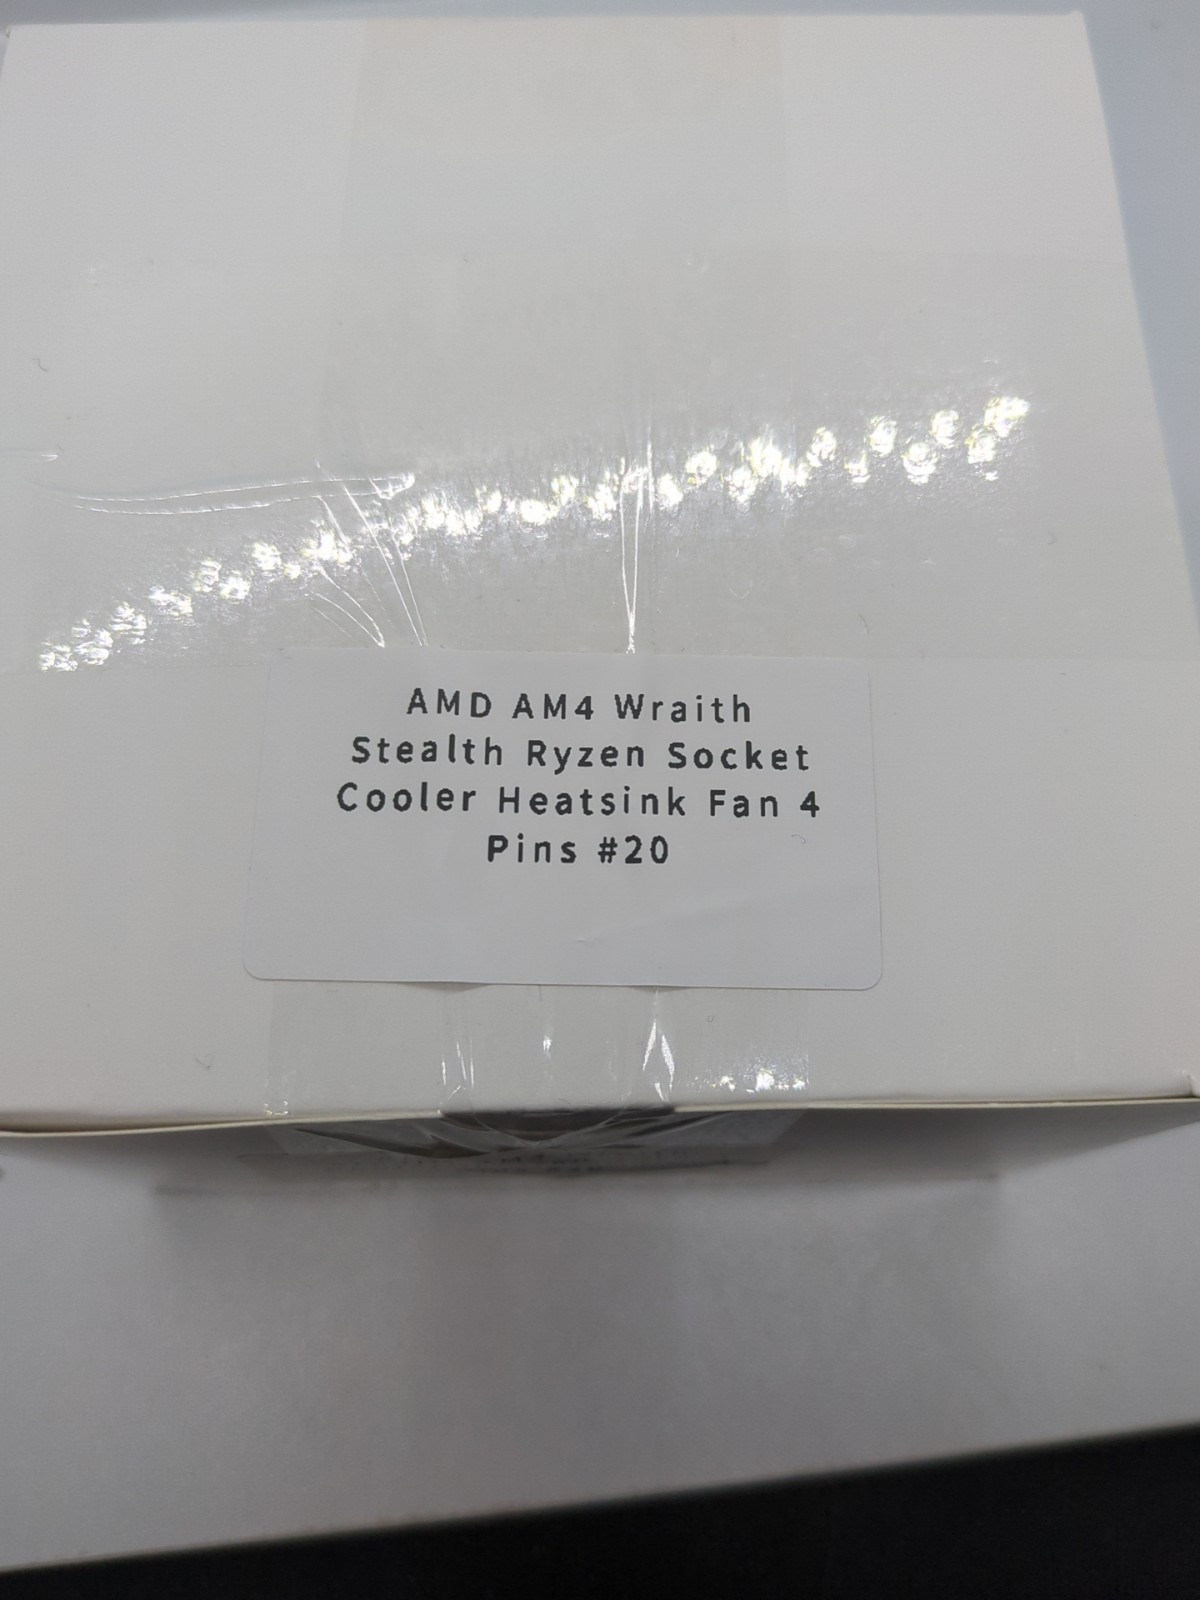 AMD AM4 Wraith
Stealth Ryzen Socket
Cooler Heatsink Fan 4
Pins #20